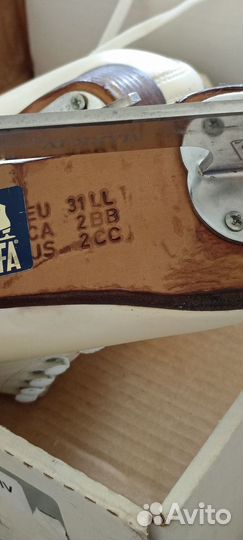 EU 31LL
CA 2BB
US 2CC
FA
Avito